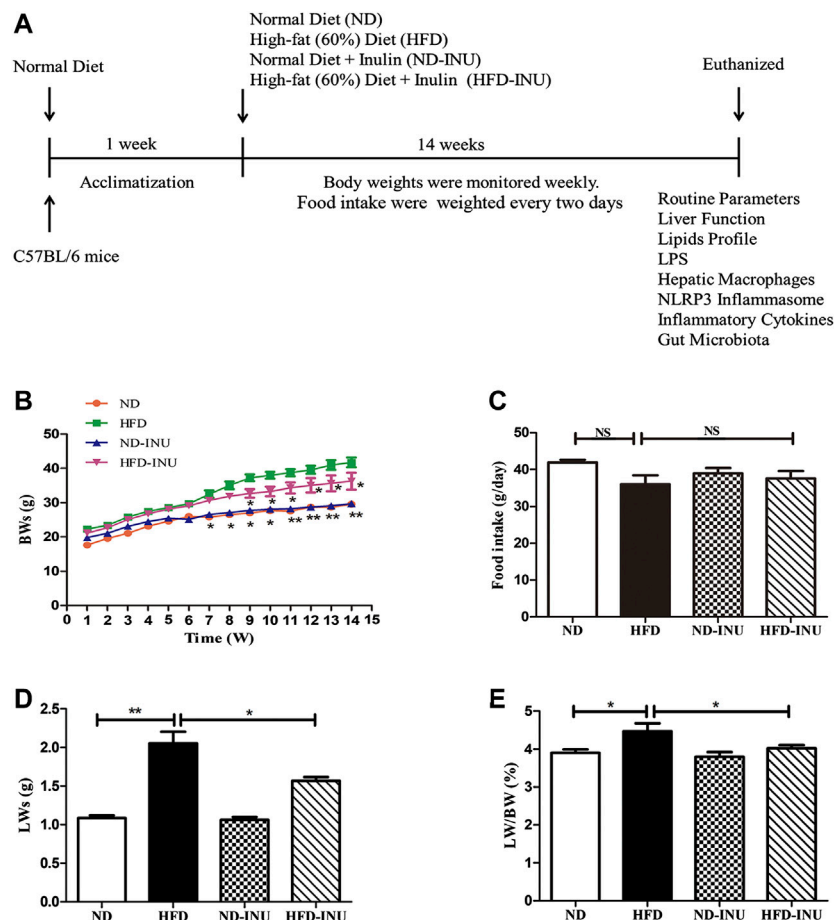 A
Normal Diet (ND)
High-fat (60%) Diet (HFD)
Normal Diet + Inulin (ND-INU)
High-fat (60%) Diet + Inulin (HFD-INU)
Normal Diet
Euthanized
1 week
14 weeks
Acclimatization
Body weights were monitored weekly.
Food intake were weighted every two days
C57BL/6 mice
Routine Parameters
Liver Function
Lipids Profile
LPS
Hepatic Macrophages
NLRP3 Inflammasome
Inflammatory Cytokines
Gut Microbiota
B
ND
HFD
ND-INU
HFD-INU
BWs (g)
50
40
30
20
10
0
* * * * * *
* * * * ** ** ** **
0 1 2 3 4 5 6 7 8 9 10 11 12 13 14 15
Time (W)
C
Food intake (g/day)
50
40
30
20
10
0
NS
NS
ND HFD ND-INU HFD-INU
D
LWs (g)
2.5
2.0
1.5
1.0
0.5
0.0
**
*
ND HFD ND-INU HFD-INU
E
LW/BW (%)
5
4
3
2
1
0
*
*
ND HFD ND-INU HFD-INU